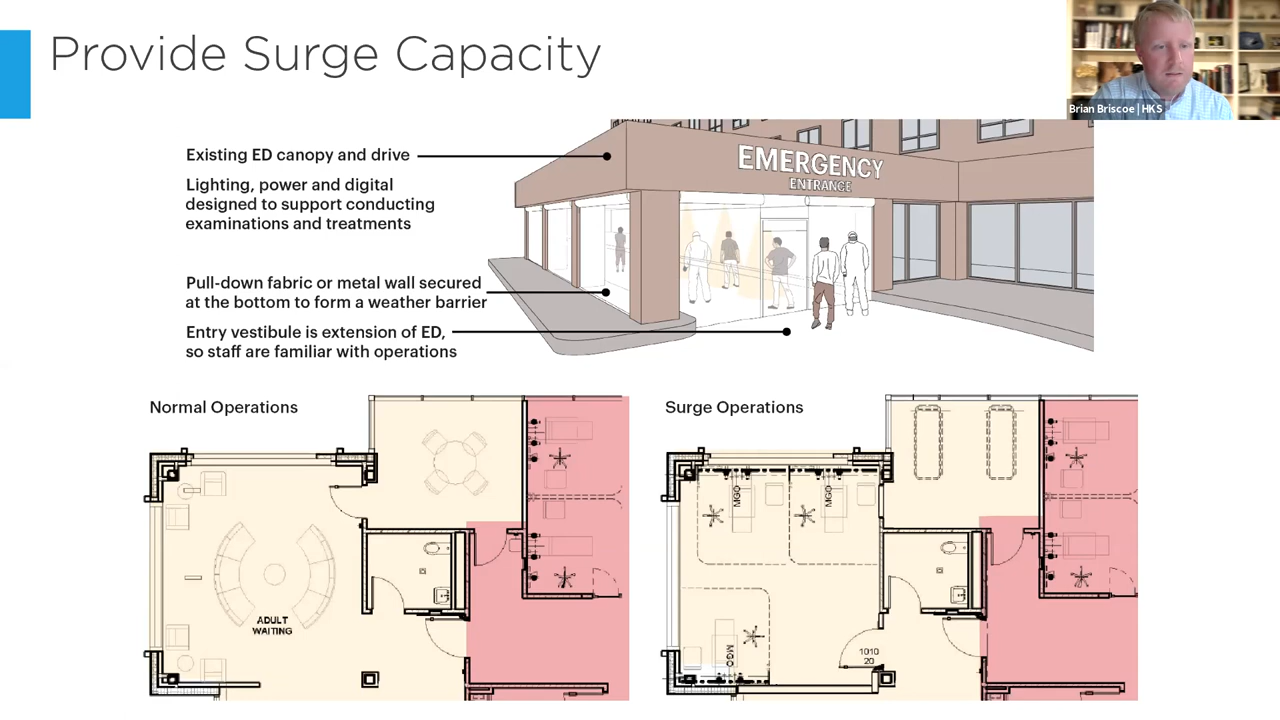 Provide Surge Capacity
Brian Briscoe | HKS
Existing ED canopy and drive
Lighting, power and digital
designed to support conducting
examinations and treatments
Pull-down fabric or metal wall secured
at the bottom to form a weather barrier
Entry vestibule is extension of ED,
so staff are familiar with operations
EMERGENCY
ENTRANCE
Normal Operations
ADULT
WAITING
Surge Operations
MGO
MGO
MGO
1010
20